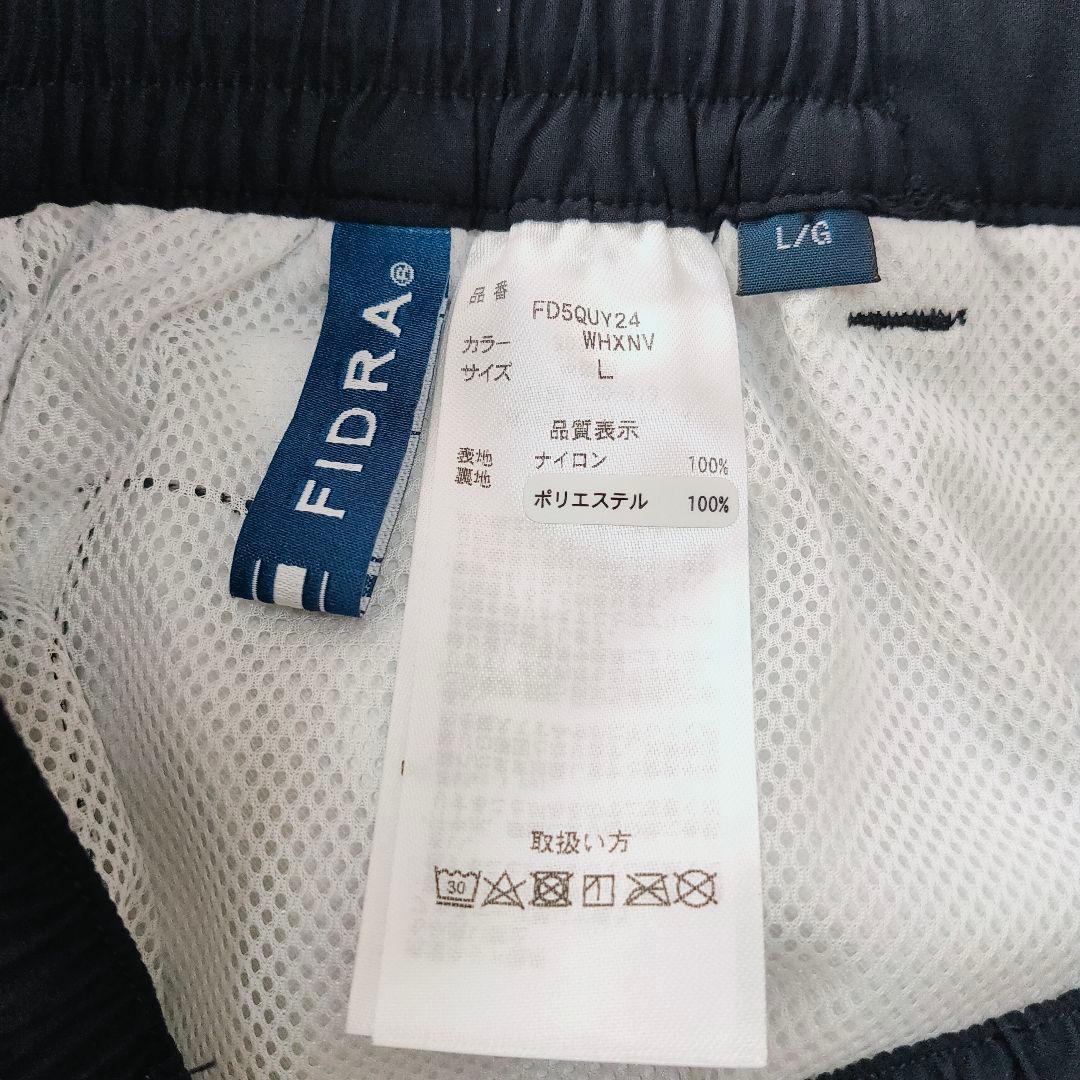 FIDRA®
L/G
品番 FD5QUY24
カラー WHXNV
サイズ L
品質表示
表地 ナイロン 100%
裏地 ポリエステル 100%
取扱い方
30